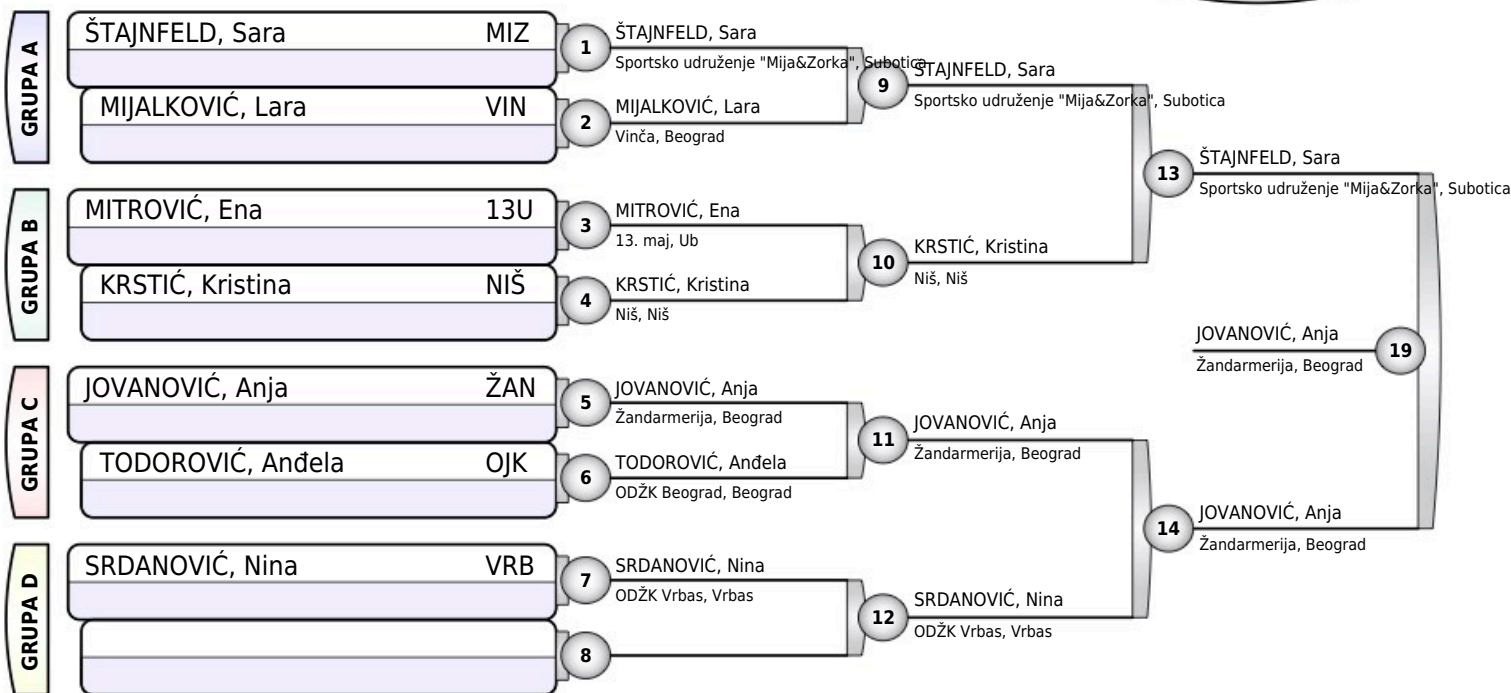 GRUPA A
ŠTAJNFELD, Sara MIZ
MIJALKOVIĆ, Lara VIN
1
ŠTAJNFELD, Sara
Sportsko udruženje "Mija&Zorka", Subotica
2
MIJALKOVIĆ, Lara
Vinča, Beograd
9
ŠTAJNFELD, Sara
Sportsko udruženje "Mija&Zorka", Subotica
GRUPA B
MITROVIĆ, Ena 13U
KRSTIĆ, Kristina NIŠ
3
MITROVIĆ, Ena
13. maj, Ub
4
KRSTIĆ, Kristina
Niš, Niš
10
KRSTIĆ, Kristina
Niš, Niš
13
ŠTAJNFELD, Sara
Sportsko udruženje "Mija&Zorka", Subotica
GRUPA C
JOVANOVIĆ, Anja ŽAN
TODOROVIĆ, Anđela OJK
5
JOVANOVIĆ, Anja
Žandarmerija, Beograd
6
TODOROVIĆ, Anđela
ODŽK Beograd, Beograd
11
JOVANOVIĆ, Anja
Žandarmerija, Beograd
GRUPA D
SRDANOVIĆ, Nina VRB
7
SRDANOVIĆ, Nina
ODŽK Vrbas, Vrbas
8
12
SRDANOVIĆ, Nina
ODŽK Vrbas, Vrbas
14
JOVANOVIĆ, Anja
Žandarmerija, Beograd
JOVANOVIĆ, Anja
Žandarmerija, Beograd
19